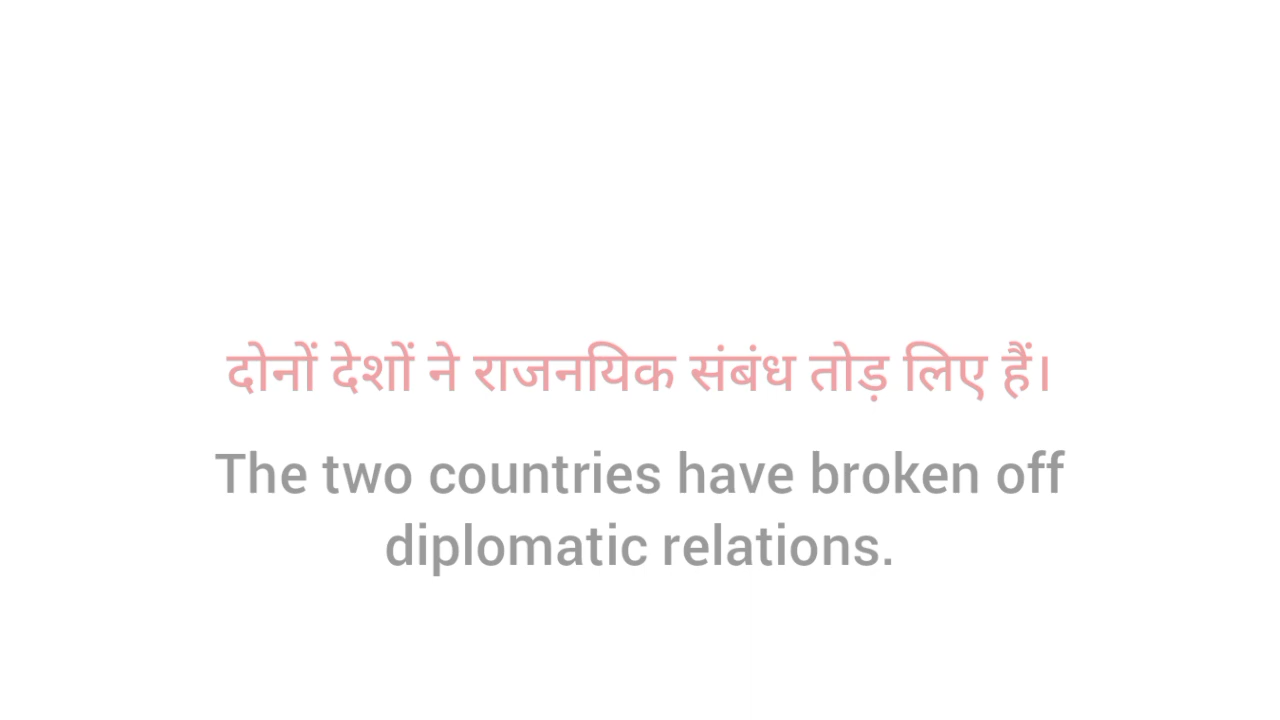 दोनों देशों ने राजनयिक संबंध तोड़ लिए हैं।
The two countries have broken off
diplomatic relations.